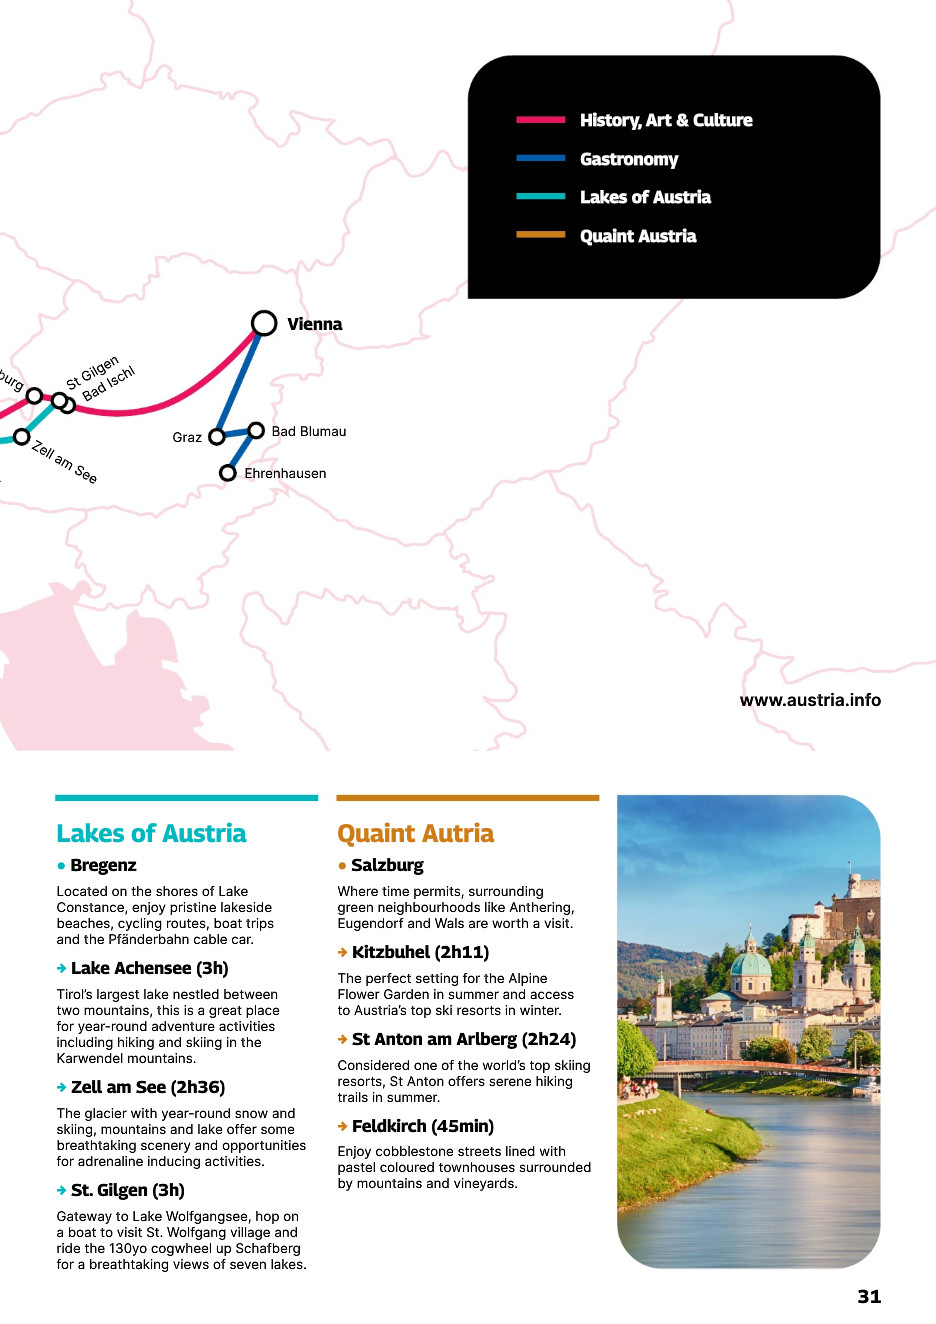 History, Art & Culture
Gastronomy
Lakes of Austria
Quaint Austria
Vienna
burg
St Gilgen
Bad Ischl
Zell am See
Graz
Bad Blumau
Ehrenhausen
www.austria.info
Lakes of Austria
• Bregenz
Located on the shores of Lake
Constance, enjoy pristine lakeside
beaches, cycling routes, boat trips
and the Pfänderbahn cable car.
→ Lake Achensee (3h)
Tirol's largest lake nestled between
two mountains, this is a great place
for year-round adventure activities
including hiking and skiing in the
Karwendel mountains.
→ Zell am See (2h36)
The glacier with year-round snow and
skiing, mountains and lake offer some
breathtaking scenery and opportunities
for adrenaline inducing activities.
→ St. Gilgen (3h)
Gateway to Lake Wolfgangsee, hop on
a boat to visit St. Wolfgang village and
ride the 130yo cogwheel up Schafberg
for a breathtaking views of seven lakes.
Quaint Autria
• Salzburg
Where time permits, surrounding
green neighbourhoods like Anthering,
Eugendorf and Wals are worth a visit.
→ Kitzbuhel (2h11)
The perfect setting for the Alpine
Flower Garden in summer and access
to Austria's top ski resorts in winter.
→ St Anton am Arlberg (2h24)
Considered one of the world's top skiing
resorts, St Anton offers serene hiking
trails in summer.
→ Feldkirch (45min)
Enjoy cobblestone streets lined with
pastel coloured townhouses surrounded
by mountains and vineyards.
31